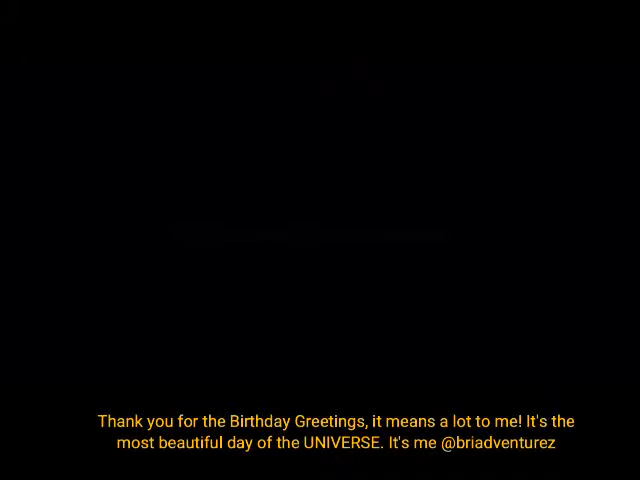 Thank you for the Birthday Greetings, it means a lot to me! It's the
most beautiful day of the UNIVERSE. It's me @briadventurez